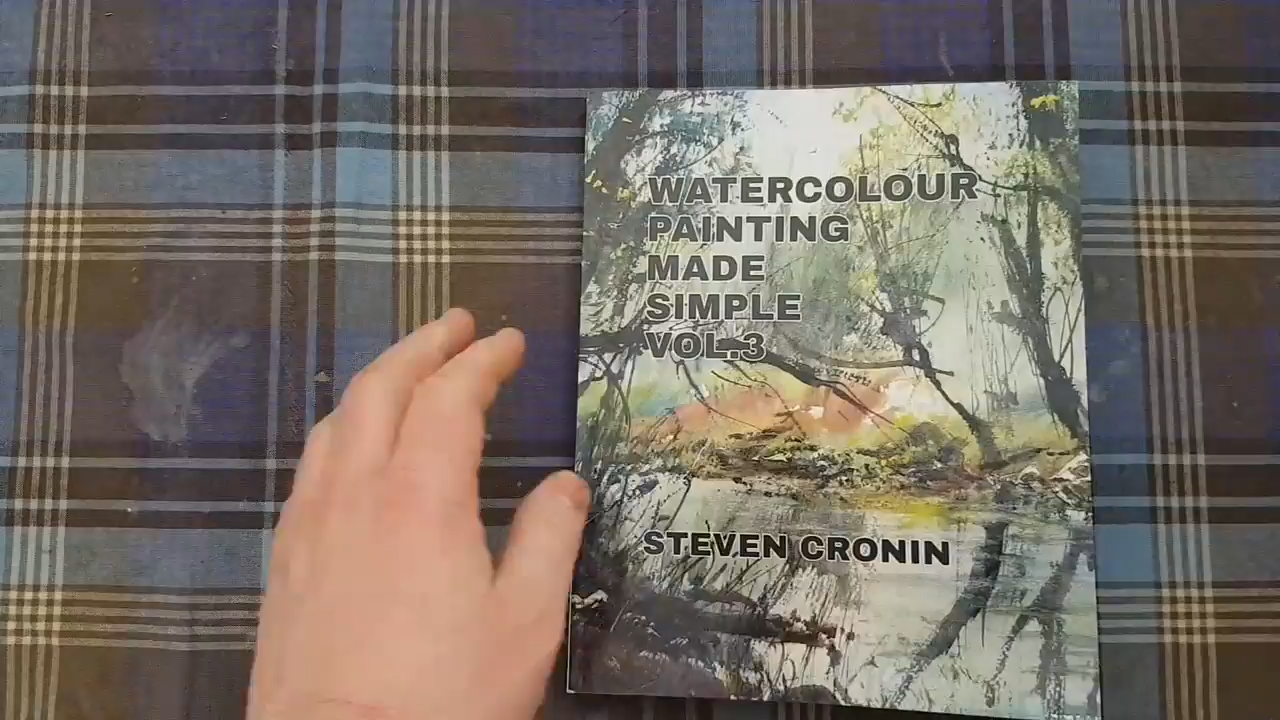 WATERCOLOUR
PAINTING
MADE
SIMPLE
VOL.3
STEVEN CRONIN